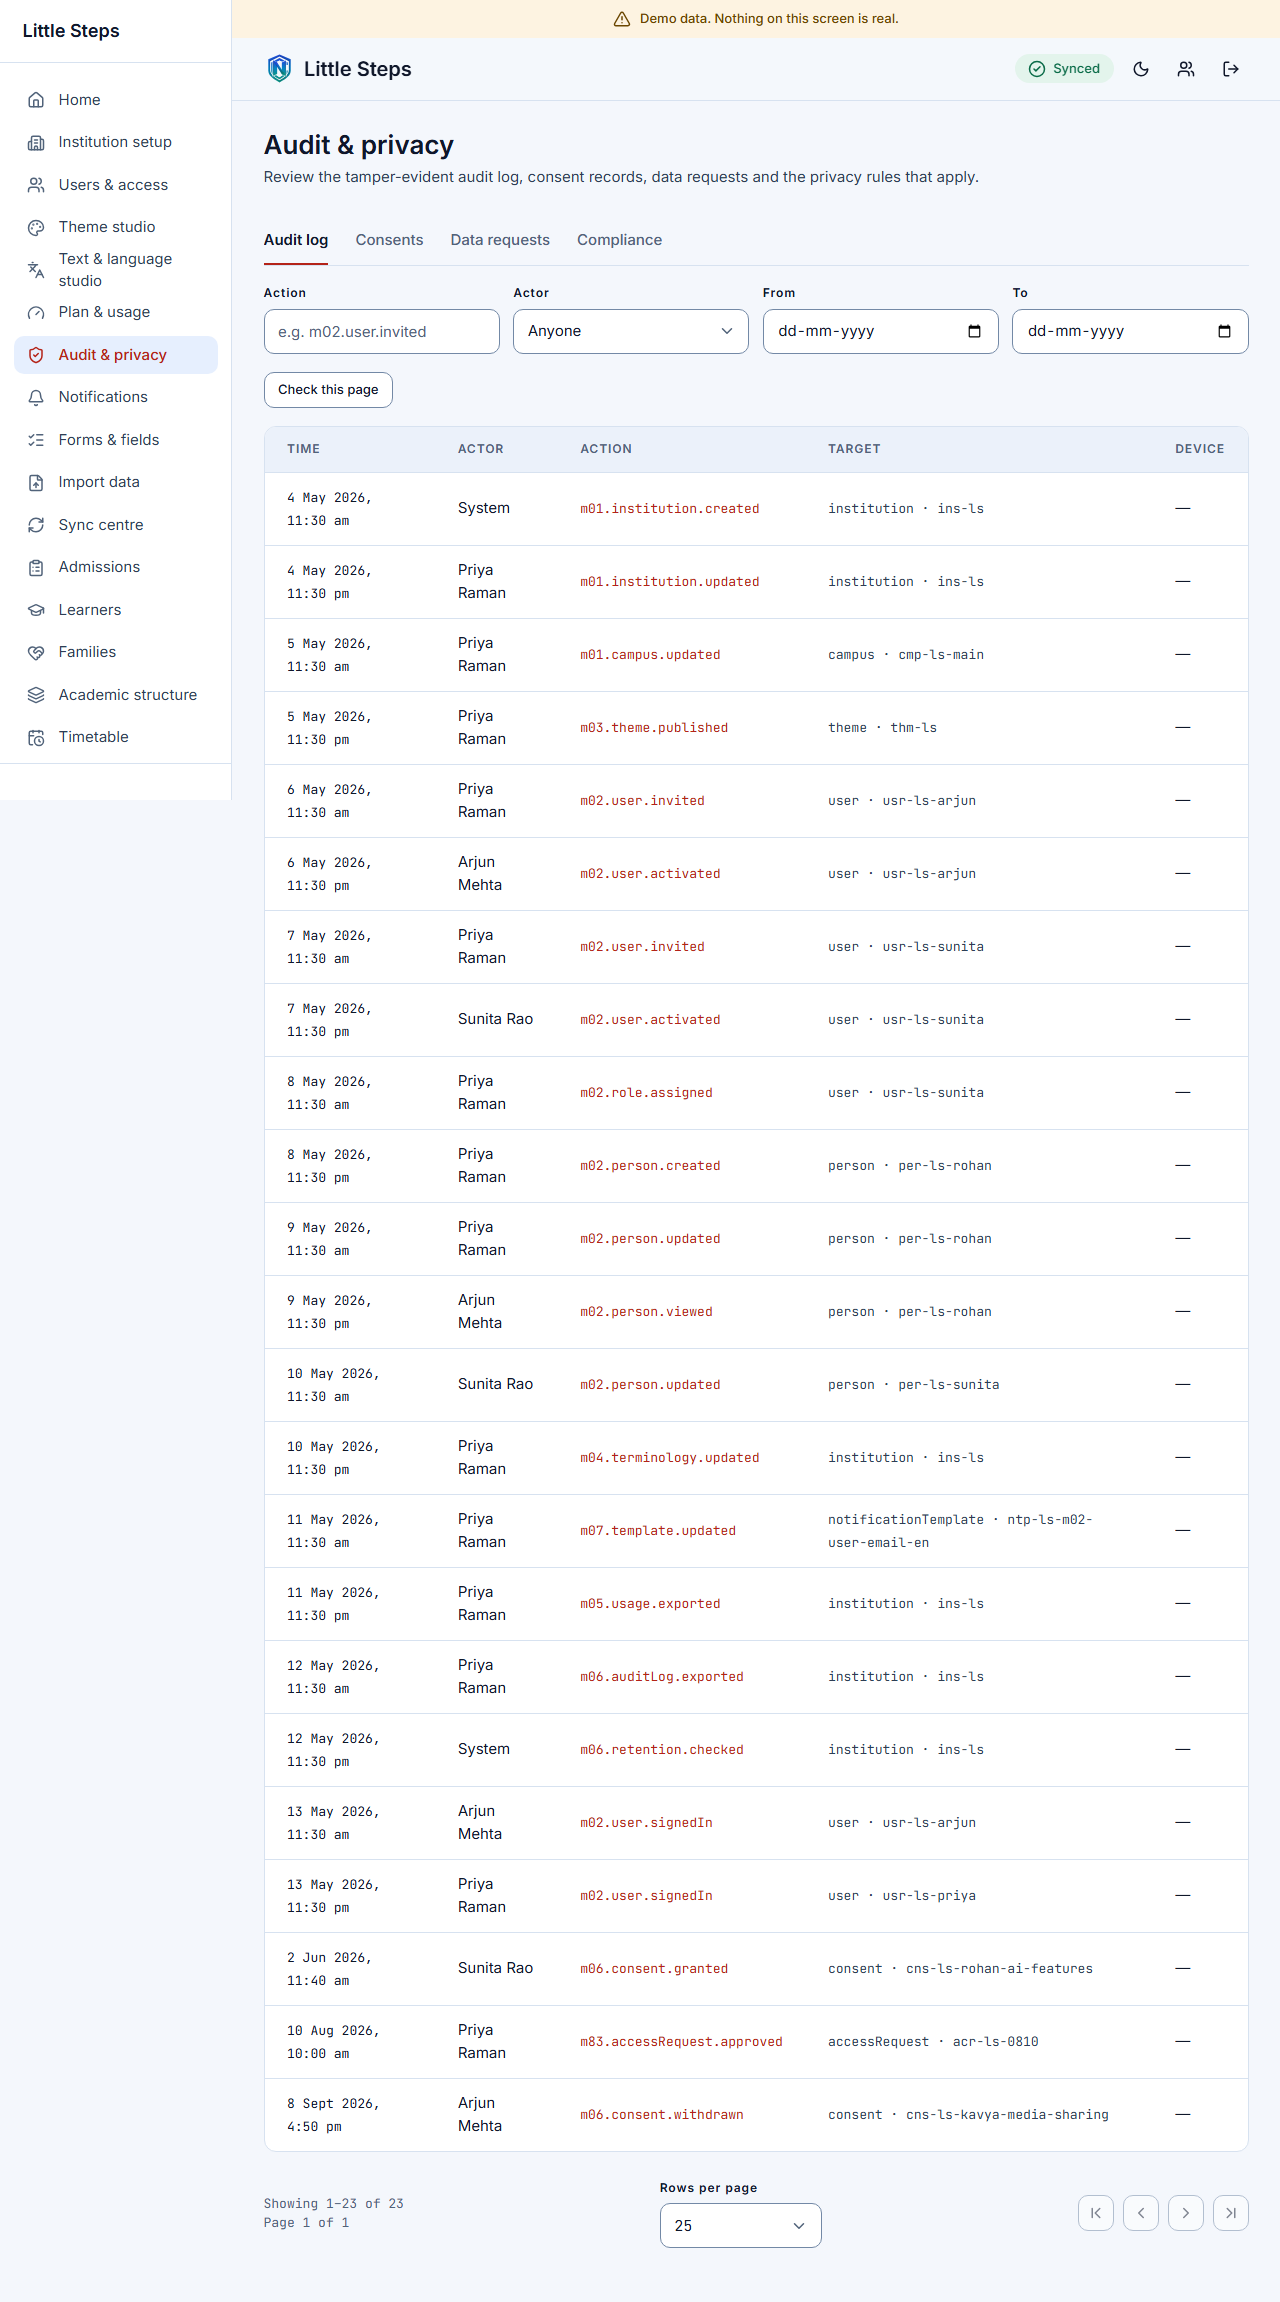 Little Steps
Home
Institution setup
Users & access
Theme studio
Text & language
studio
Plan & usage
Audit & privacy
Notifications
Forms & fields
Import data
Sync centre
Admissions
Learners
Families
Academic structure
Timetable
Demo data. Nothing on this screen is real.
Little Steps
Synced
Audit & privacy
Review the tamper-evident audit log, consent records, data requests and the privacy rules that apply.
Audit log Consents Data requests Compliance
Action Actor From To
e.g. m02.user.invited Anyone dd-mm-yyyy dd-mm-yyyy
Check this page
TIME ACTOR ACTION TARGET DEVICE
4 May 2026,
11:30 am System m01.institution.created institution · ins-ls —
4 May 2026, Priya
11:30 pm Raman m01.institution.updated institution · ins-ls —
5 May 2026, Priya
11:30 am Raman m01.campus.updated campus · cmp-ls-main —
5 May 2026, Priya
11:30 pm Raman m03.theme.published theme · thm-ls —
6 May 2026, Priya
11:30 am Raman m02.user.invited user · usr-ls-arjun —
6 May 2026, Arjun
11:30 pm Mehta m02.user.activated user · usr-ls-arjun —
7 May 2026, Priya
11:30 am Raman m02.user.invited user · usr-ls-sunita —
7 May 2026,
11:30 pm Sunita Rao m02.user.activated user · usr-ls-sunita —
8 May 2026, Priya
11:30 am Raman m02.role.assigned user · usr-ls-sunita —
8 May 2026, Priya
11:30 pm Raman m02.person.created person · per-ls-rohan —
9 May 2026, Priya
11:30 am Raman m02.person.updated person · per-ls-rohan —
9 May 2026, Arjun
11:30 pm Mehta m02.person.viewed person · per-ls-rohan —
10 May 2026,
11:30 am Sunita Rao m02.person.updated person · per-ls-sunita —
10 May 2026, Priya
11:30 pm Raman m04.terminology.updated institution · ins-ls —
11 May 2026, Priya notificationTemplate · ntp-ls-m02-
11:30 am Raman m07.template.updated user-email-en —
11 May 2026, Priya
11:30 pm Raman m05.usage.exported institution · ins-ls —
12 May 2026, Priya
11:30 am Raman m06.auditLog.exported institution · ins-ls —
12 May 2026,
11:30 pm System m06.retention.checked institution · ins-ls —
13 May 2026, Arjun
11:30 am Mehta m02.user.signedIn user · usr-ls-arjun —
13 May 2026, Priya
11:30 pm Raman m02.user.signedIn user · usr-ls-priya —
2 Jun 2026,
11:40 am Sunita Rao m06.consent.granted consent · cns-ls-rohan-ai-features —
10 Aug 2026, Priya
10:00 am Raman m83.accessRequest.approved accessRequest · acr-ls-0810 —
8 Sept 2026, Arjun
4:50 pm Mehta m06.consent.withdrawn consent · cns-ls-kavya-media-sharing —
Showing 1–23 of 23
Page 1 of 1
Rows per page
25